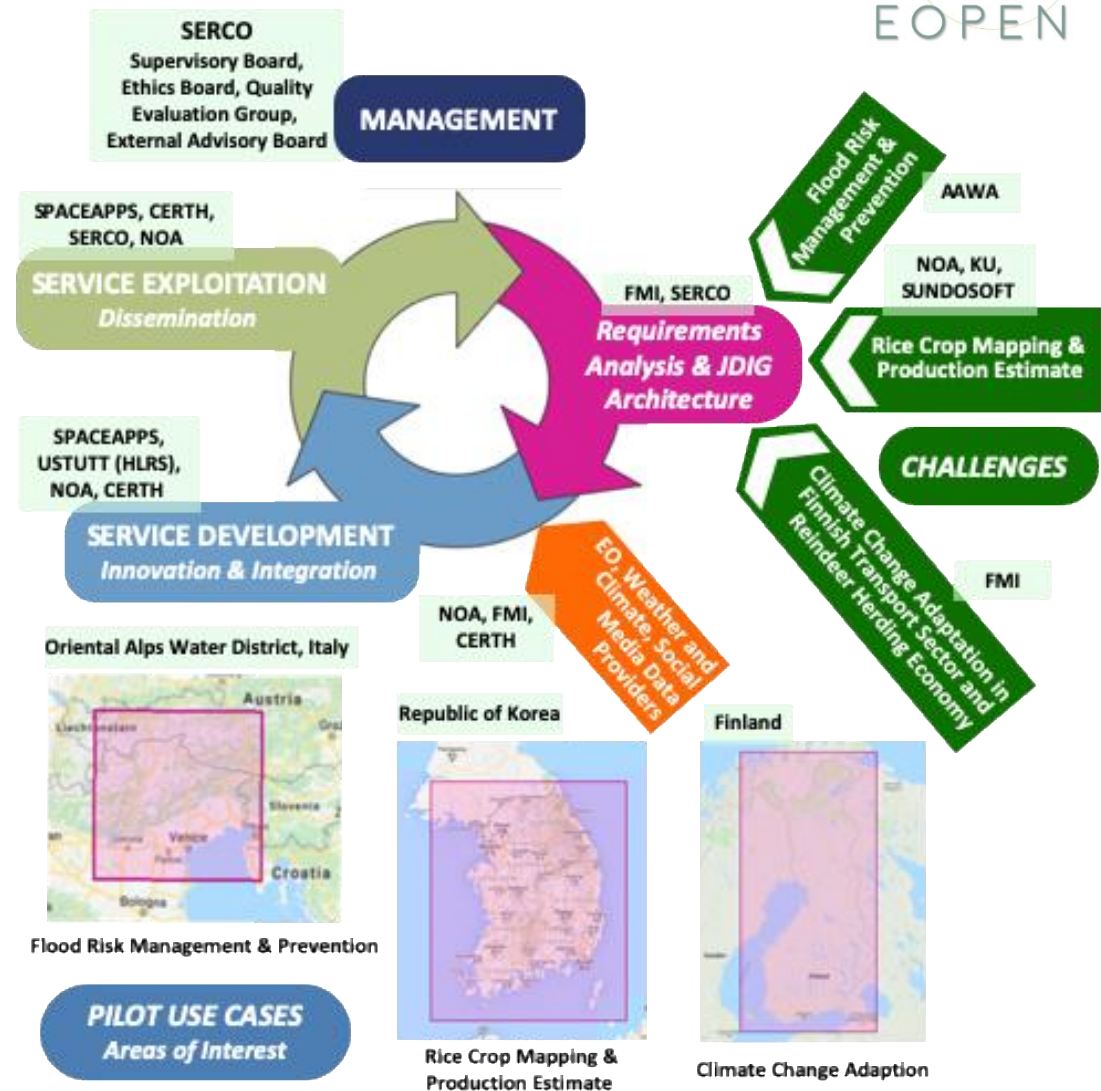 EOPEN
SERCO
Supervisory Board,
Ethics Board, Quality
Evaluation Group,
External Advisory Board
MANAGEMENT
Flood Risk
Management &
Prevention
AAWA
SPACEAPPS, CERTH,
SERCO, NOA
SERVICE EXPLOITATION
Dissemination
FMI, SERCO
Requirements
Analysis & JDIG
Architecture
NOA, KU,
SUNDOSOFT
Rice Crop Mapping &
Production Estimate
CHALLENGES
SPACEAPPS,
USTUTT (HLRS),
NOA, CERTH
SERVICE DEVELOPMENT
Innovation & Integration
Climate Change Adaptation in
Finnish Transport Sector and
Reindeer Herding Economy
FMI
NOA, FMI,
CERTH
EO, Weather and
Climate, Social
Media Data
Providers
Oriental Alps Water District, Italy
Austria
Liechtenstein
Slovenia
Venice
Croatia
Bologna
Flood Risk Management & Prevention
Republic of Korea
Finland
PILOT USE CASES
Areas of Interest
Rice Crop Mapping &
Production Estimate
Climate Change Adaption